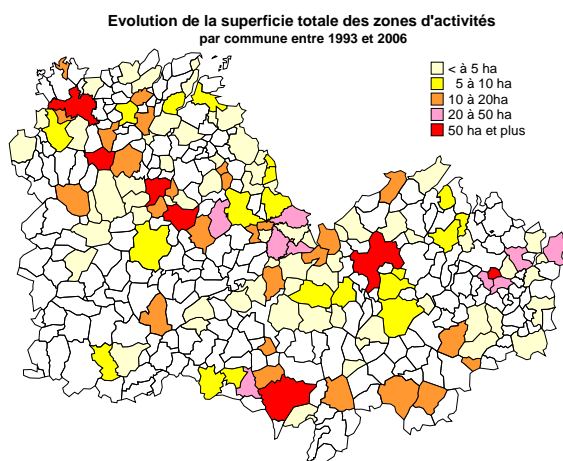 Evolution de la superficie totale des zones d'activités
par commune entre 1993 et 2006
< à 5 ha
5 à 10 ha
10 à 20ha
20 à 50 ha
50 ha et plus